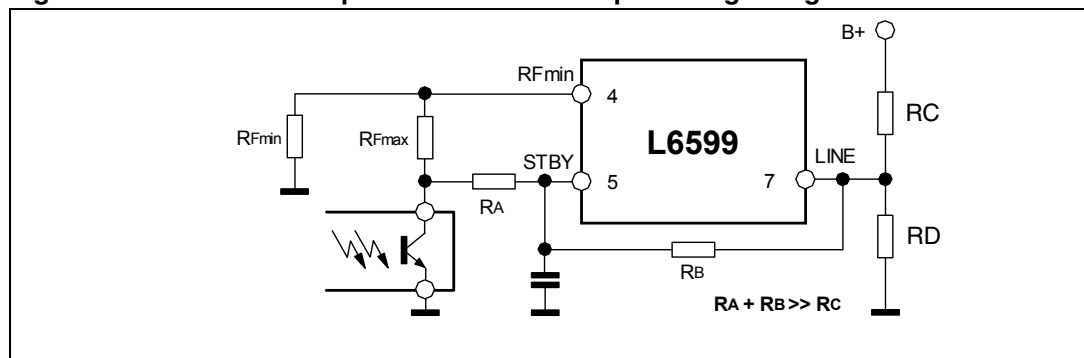 B+
RFmin
4
RC
RFmin
RFmax
L6599
STBY
LINE
5
7
RA
RD
RB
RA + RB >> RC